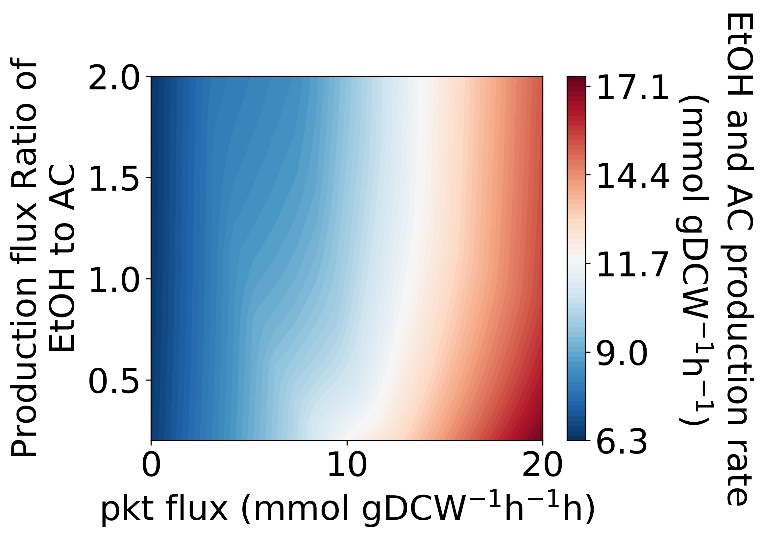 Production flux Ratio of
EtOH to AC
2.0
1.5
1.0
0.5
0
10
20
pkt flux (mmol gDCW⁻¹h⁻¹h)
17.1
14.4
11.7
9.0
6.3
EtOH and AC production rate
(mmol gDCW⁻¹h⁻¹)